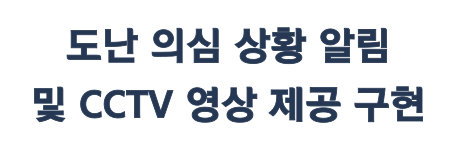 도난 의심 상황 알림
및 CCTV 영상 제공 구현